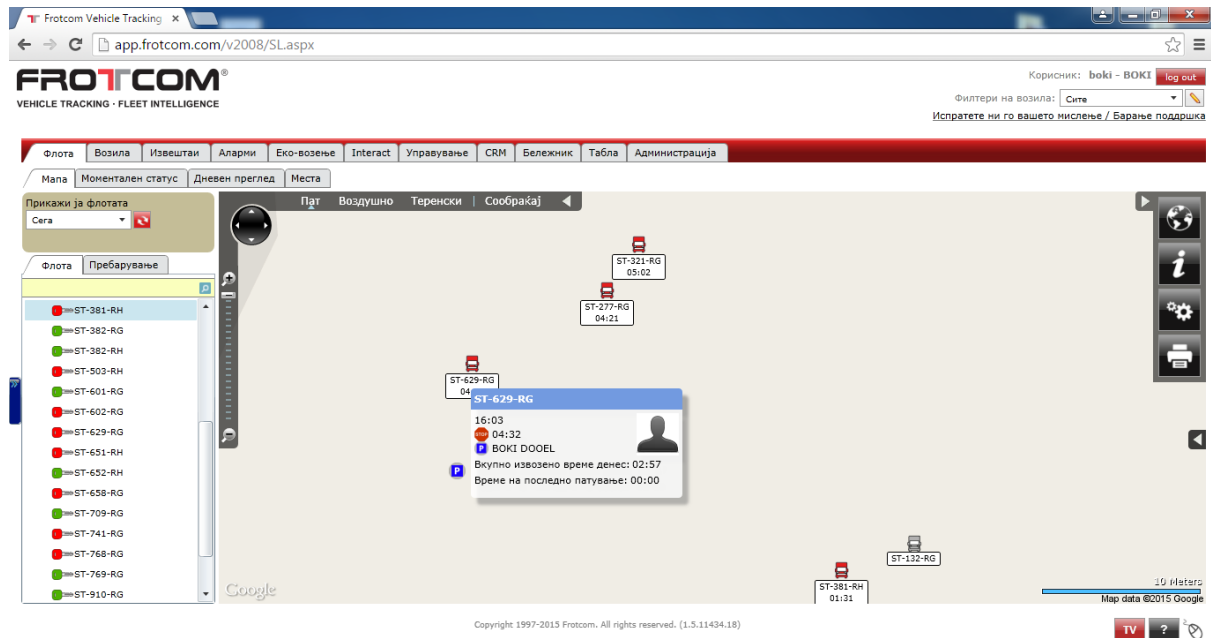 Frotcom Vehicle Tracking
app.frotcom.com/v2008/SL.aspx
FROTCOM®
VEHICLE TRACKING · FLEET INTELLIGENCE
Корисник: boki - BOKI log out
Филтери на возила: Сите
Испратете ни го вашето мислење / Барање поддршка
Флота Возила Извештаи Аларми Еко-возење Interact Управување CRM Бележник Табла Администрација
Мапа Моментален статус Дневен преглед Места
Прикажи ја флотата
Сега
Флота Пребарување
ST-381-RH
ST-382-RG
ST-382-RH
ST-503-RH
ST-601-RG
ST-602-RG
ST-629-RG
ST-651-RH
ST-652-RH
ST-658-RG
ST-709-RG
ST-741-RG
ST-768-RG
ST-769-RG
ST-910-RG
Пат Воздушно Теренски | Сообраќај
ST-321-RG
05:02
ST-277-RG
04:21
ST-629-RG
04
ST-629-RG
16:03
STOP 04:32
P BOKI DOOEL
Вкупно извозено време денес: 02:57
Време на последно патување: 00:00
P
ST-132-RG
ST-381-RH
01:31
Google
10 Meters
Map data ©2015 Google
Copyright 1997-2015 Frotcom. All rights reserved. (1.5.11434.18)
TV ?